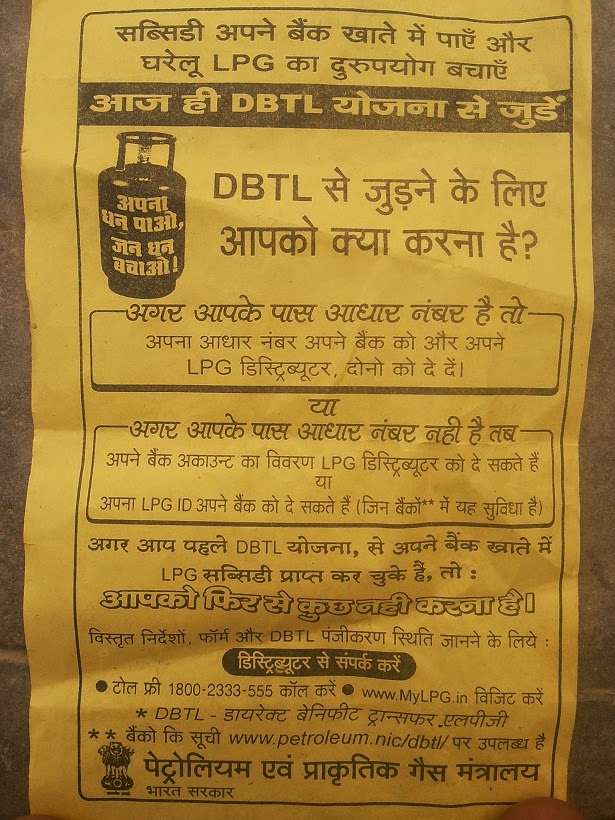 सब्सिडी अपने बैंक खाते में पाएँ और
घरेलू LPG का दुरुपयोग बचाएँ
आज ही DBTL योजना से जुडें
अपना
धन पाओ,
जन धन
बचाओ!
DBTL से जुड़ने के लिए
आपको क्या करना है?
अगर आपके पास आधार नंबर है तो
अपना आधार नंबर अपने बैंक को और अपने
LPG डिस्ट्रिब्यूटर, दोनो को दे दें।
या
अगर आपके पास आधार नंबर नही है तब
अपने बैंक अकाउन्ट का विवरण LPG डिस्ट्रिब्यूटर को दे सकते हैं
या
अपना LPG ID अपने बैंक को दे सकते हैं (जिन बैंकों** में यह सुविधा है)
अगर आप पहले DBTL योजना, से अपने बैंक खाते में
LPG सब्सिडी प्राप्त कर चुके हैं, तो :
आपको फिर से कुछ नही करना है।
विस्तृत निर्देशों, फॉर्म और DBTL पंजीकरण स्थिति जानने के लिये :
डिस्ट्रिब्यूटर से संपर्क करें
● टोल फ्री 1800-2333-555 कॉल करें ● www.MyLPG.in विजिट करें
* DBTL - डायरेक्ट बेनिफीट ट्रान्सफर एलपीजी
** बैंको कि सूची www.petroleum.nic/dbtl/ पर उपलब्ध है
पेट्रोलियम एवं प्राकृतिक गैस मंत्रालय
भारत सरकार